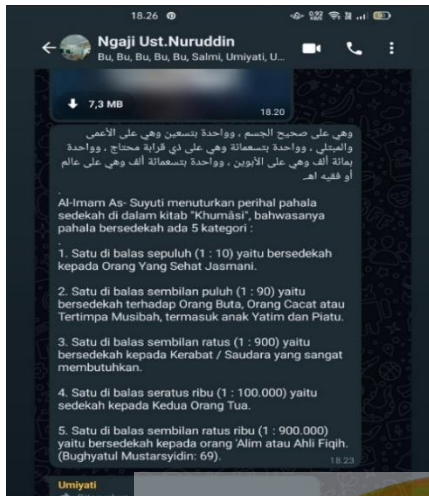 18.26
Ngaji Ust.Nuruddin
Bu, Bu, Bu, Bu, Bu, Salmi, Umiyati, U...
7,3 MB
18.20
وهي على صحيح الجسم ، وواحدة بتسعين وهي على الأعمى
والمبتلي ، وواحدة بتسعمائة وهي على ذي قرابة محتاج ، وواحدة
بمائة ألف وهي على الأبوين ، وواحدة بتسعمائة ألف وهي على عالم
أو فقيه اهـ
.
Al-Imam As- Suyuti menuturkan perihal pahala
sedekah di dalam kitab "Khumâsi", bahwasanya
pahala bersedekah ada 5 kategori :
.
1. Satu di balas sepuluh (1 : 10) yaitu bersedekah
kepada Orang Yang Sehat Jasmani.
2. Satu di balas sembilan puluh (1 : 90) yaitu
bersedekah terhadap Orang Buta, Orang Cacat atau
Tertimpa Musibah, termasuk anak Yatim dan Piatu.
3. Satu di balas sembilan ratus (1 : 900) yaitu
bersedekah kepada Kerabat / Saudara yang sangat
membutuhkan.
4. Satu di balas seratus ribu (1 : 100.000) yaitu
sedekah kepada Kedua Orang Tua.
5. Satu di balas sembilan ratus ribu (1 : 900.000)
yaitu bersedekah kepada orang 'Alim atau Ahli Fiqih.
(Bughyatul Mustarsyidin: 69).
18.23
Umiyati